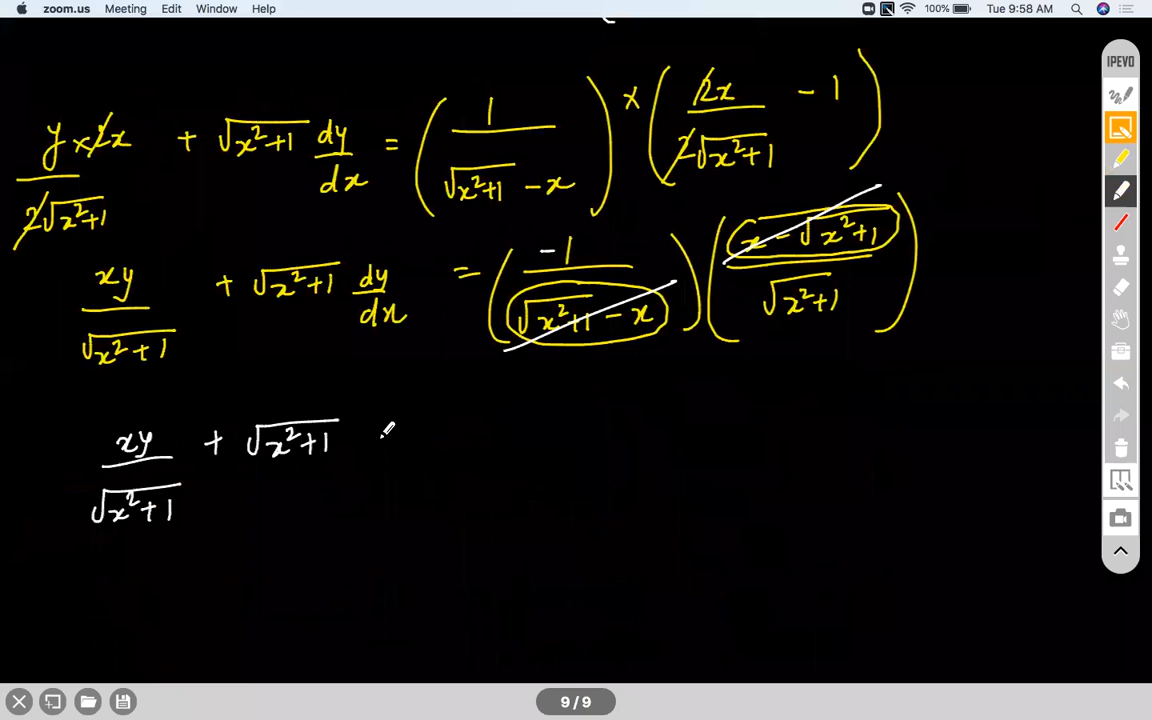 zoom.us Meeting Edit Window Help 100% Tue 9:58 AM
IPEVO
y × 2x / 2√(x²+1) + √(x²+1) dy/dx = (1 / (√(x²+1) - x)) × (2x / 2√(x²+1) - 1)
xy / √(x²+1) + √(x²+1) dy/dx = (-1 / (√(x²+1) - x)) ((x - √(x²+1)) / √(x²+1))
xy / √(x²+1) + √(x²+1)
9 / 9